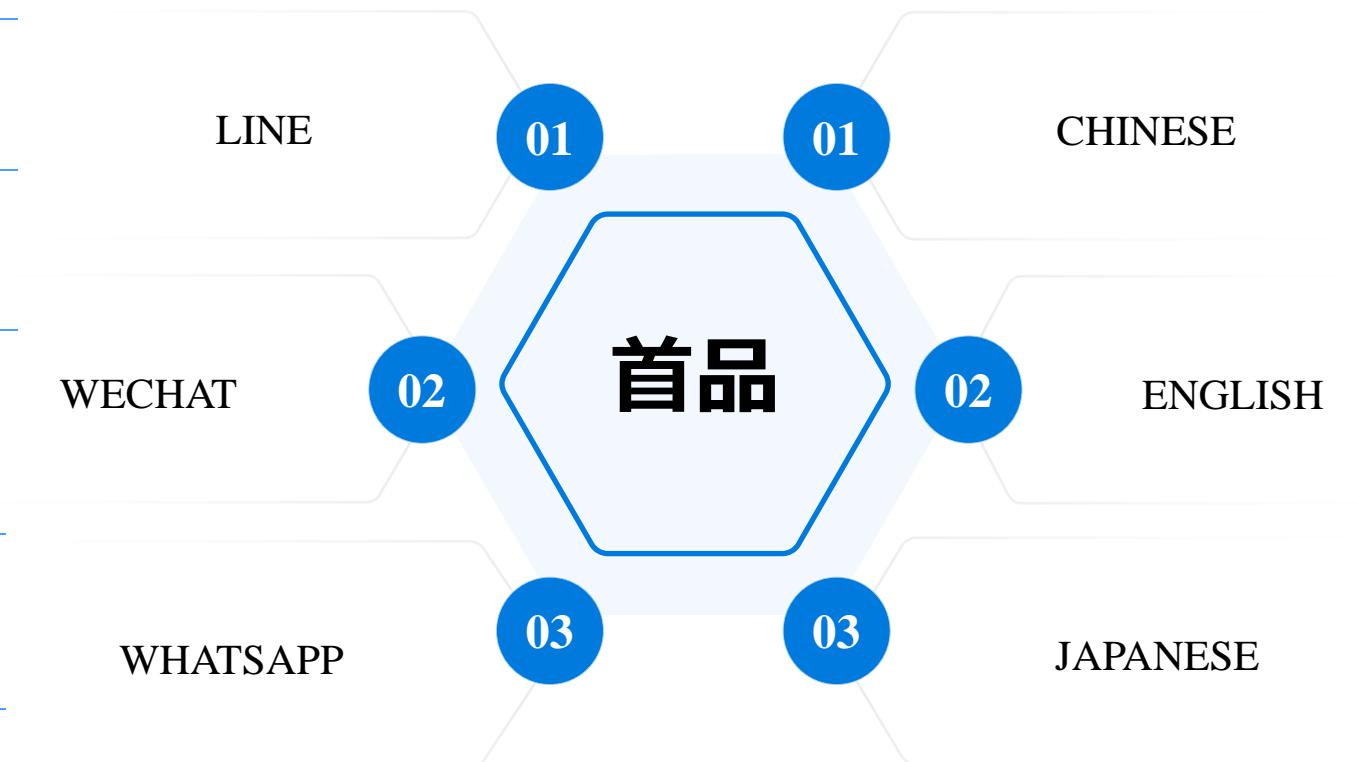 LINE
01
01
CHINESE
首品
WECHAT
02
02
ENGLISH
WHATSAPP
03
03
JAPANESE